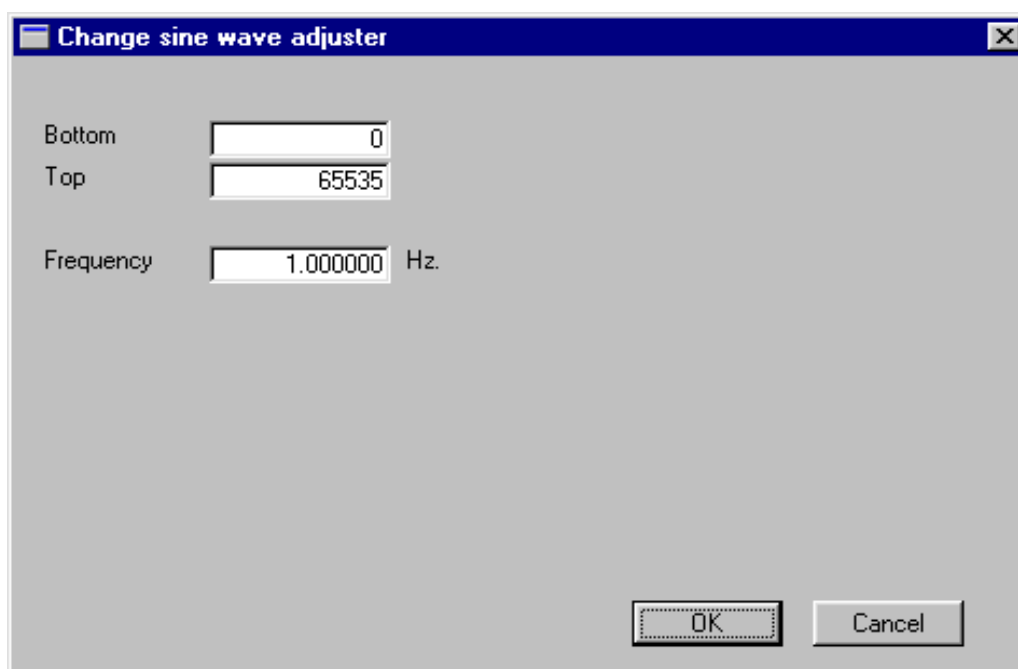 Change sine wave adjuster
Bottom 0
Top 65535
Frequency 1.000000 Hz.
OK Cancel